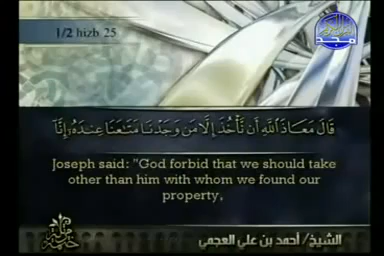 1/2 hizb 25
المجد
قَالَ مَعَاذَ ٱللَّهِ أَن نَّأْخُذَ إِلَّا مَن وَجَدْنَا مَتَٰعَنَا عِندَهُۥٓ إِنَّآ
Joseph said: "God forbid that we should take
other than him with whom we found our
property,
الشيخ/ أحمد بن علي العجمي